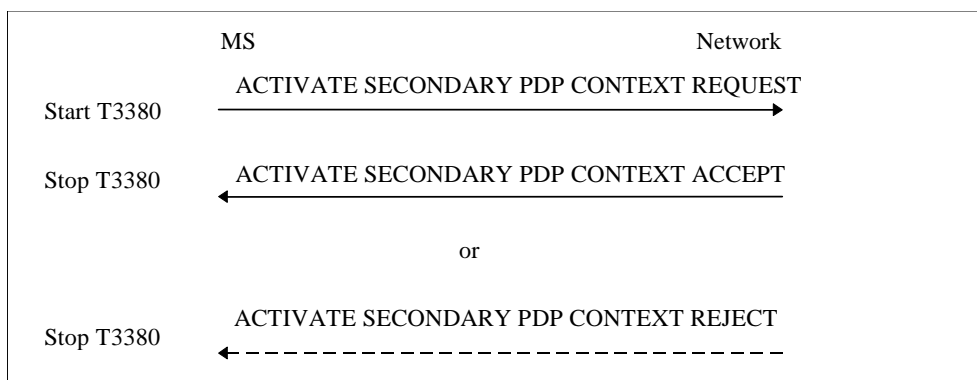 MS Network
ACTIVATE SECONDARY PDP CONTEXT REQUEST
Start T3380
Stop T3380 ACTIVATE SECONDARY PDP CONTEXT ACCEPT
or
ACTIVATE SECONDARY PDP CONTEXT REJECT
Stop T3380